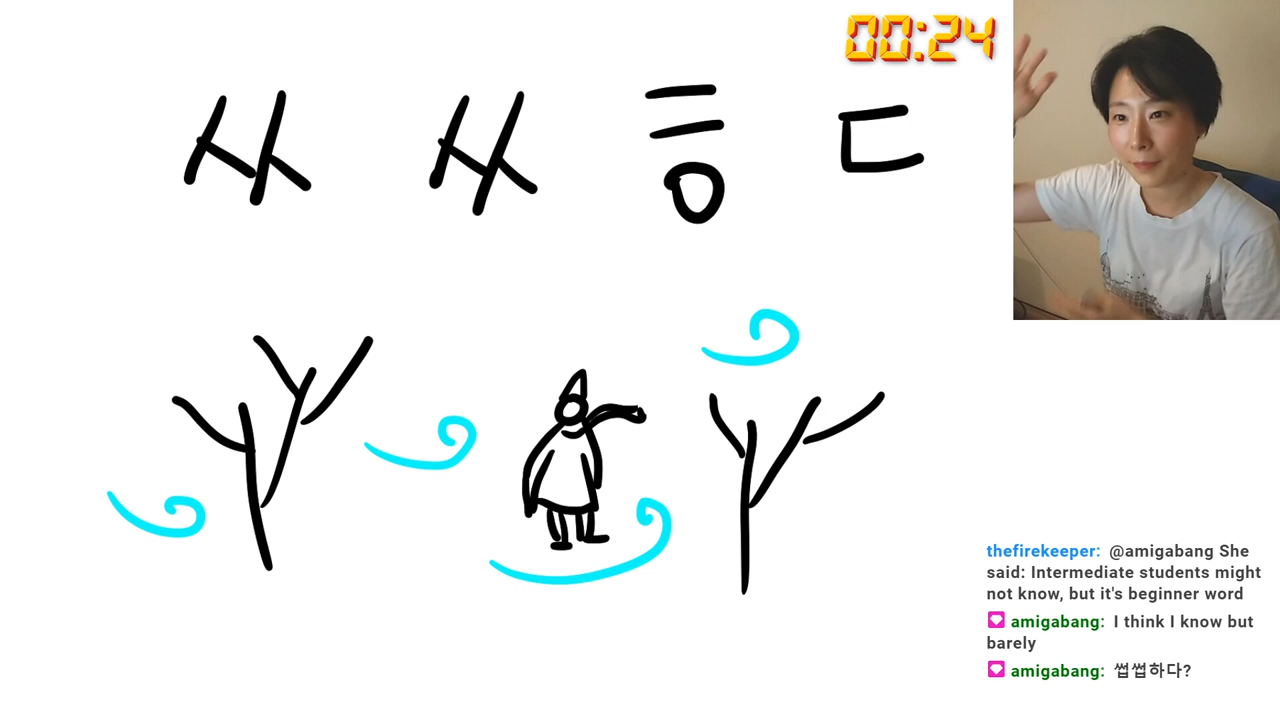 00:24
ㅆ ㅆ ㅎ ㄷ
thefirekeeper: @amigabang She
said: Intermediate students might
not know, but it's beginner word
amigabang: I think I know but
barely
amigabang: 썹썹하다?